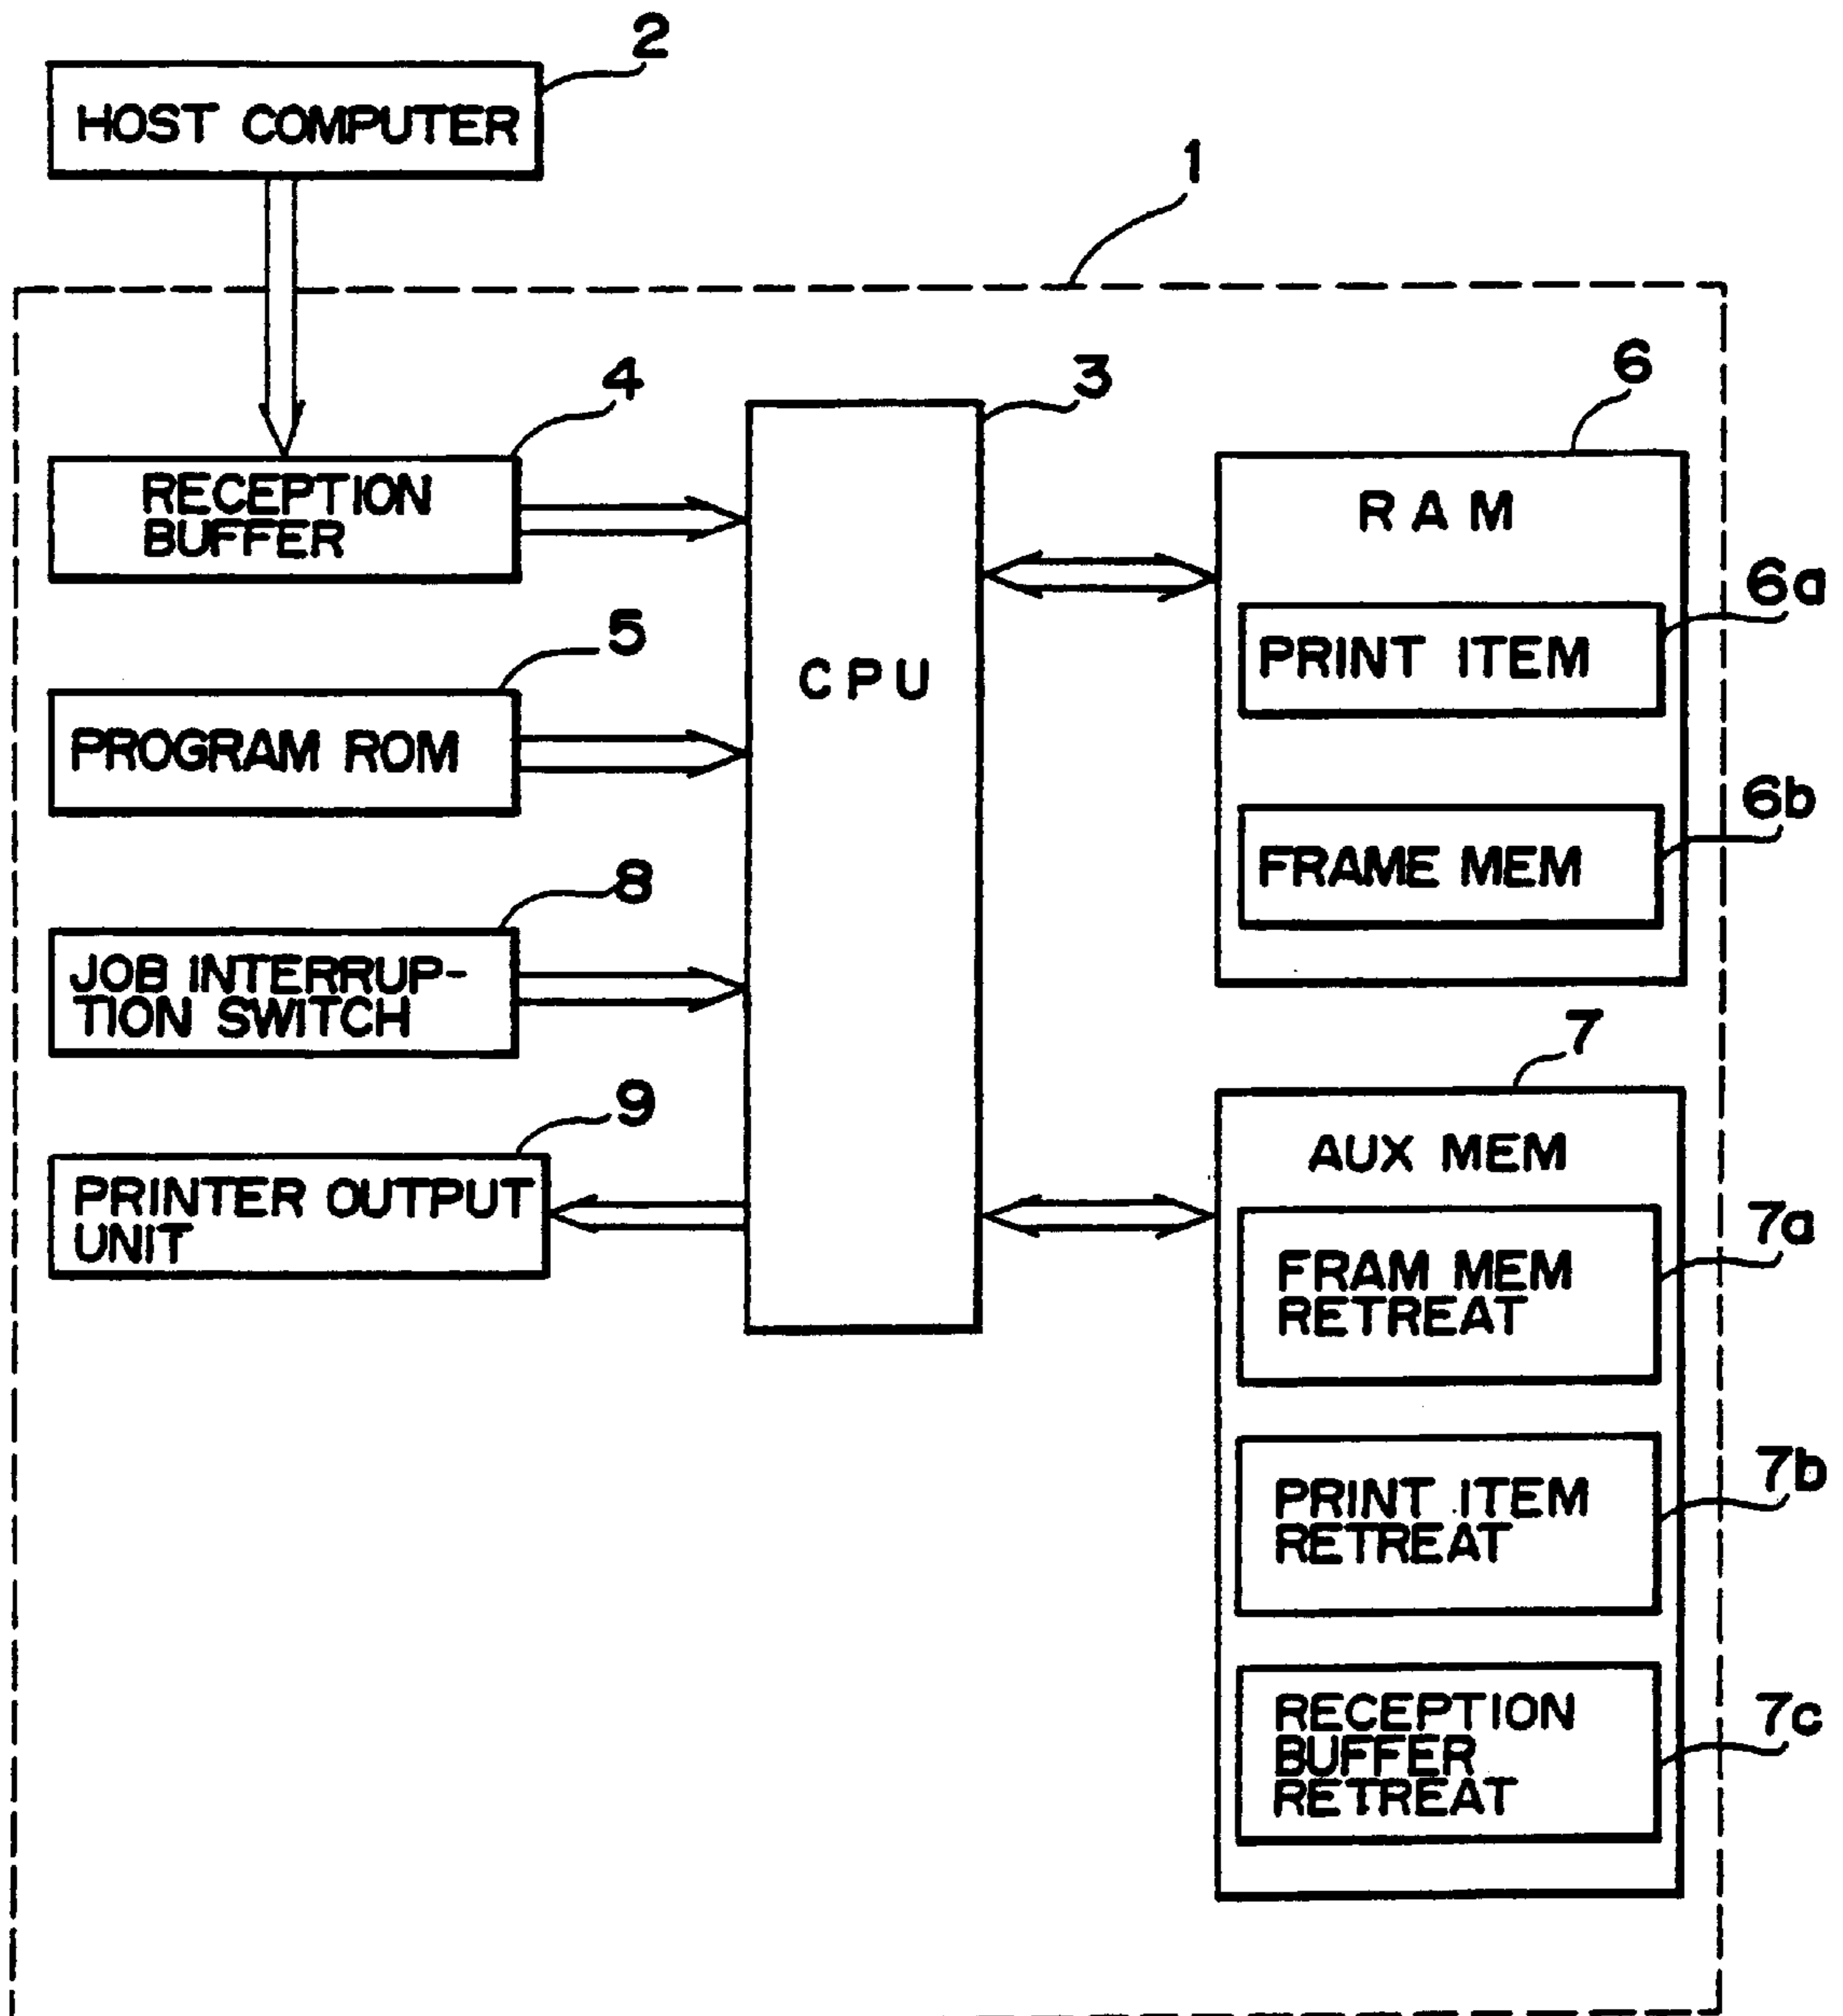 2
HOST COMPUTER
1
4
3
6
RECEPTION
BUFFER
RAM
6a
5
PRINT ITEM
CPU
PROGRAM ROM
6b
FRAME MEM
8
JOB INTERRUP-
TION SWITCH
7
9
AUX MEM
PRINTER OUTPUT
UNIT
7a
FRAM MEM
RETREAT
7b
PRINT ITEM
RETREAT
7c
RECEPTION
BUFFER
RETREAT